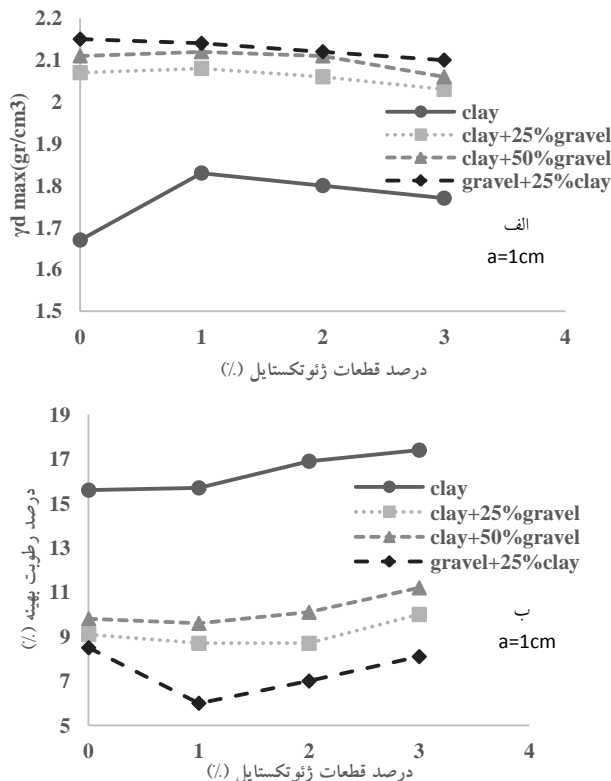 2.2
2.1
2
1.9
1.8
1.7
1.6
1.5
γd max(gr/cm3)
clay
clay+25%gravel
clay+50%gravel
gravel+25%clay
الف
a=1cm
0 1 2 3 4
درصد قطعات ژئوتکستایل (٪)
19
17
15
13
11
9
7
5
درصد رطوبت بهینه (٪)
clay
clay+25%gravel
clay+50%gravel
gravel+25%clay
ب
a=1cm
0 1 2 3 4
درصد قطعات ژئوتکستایل (٪)